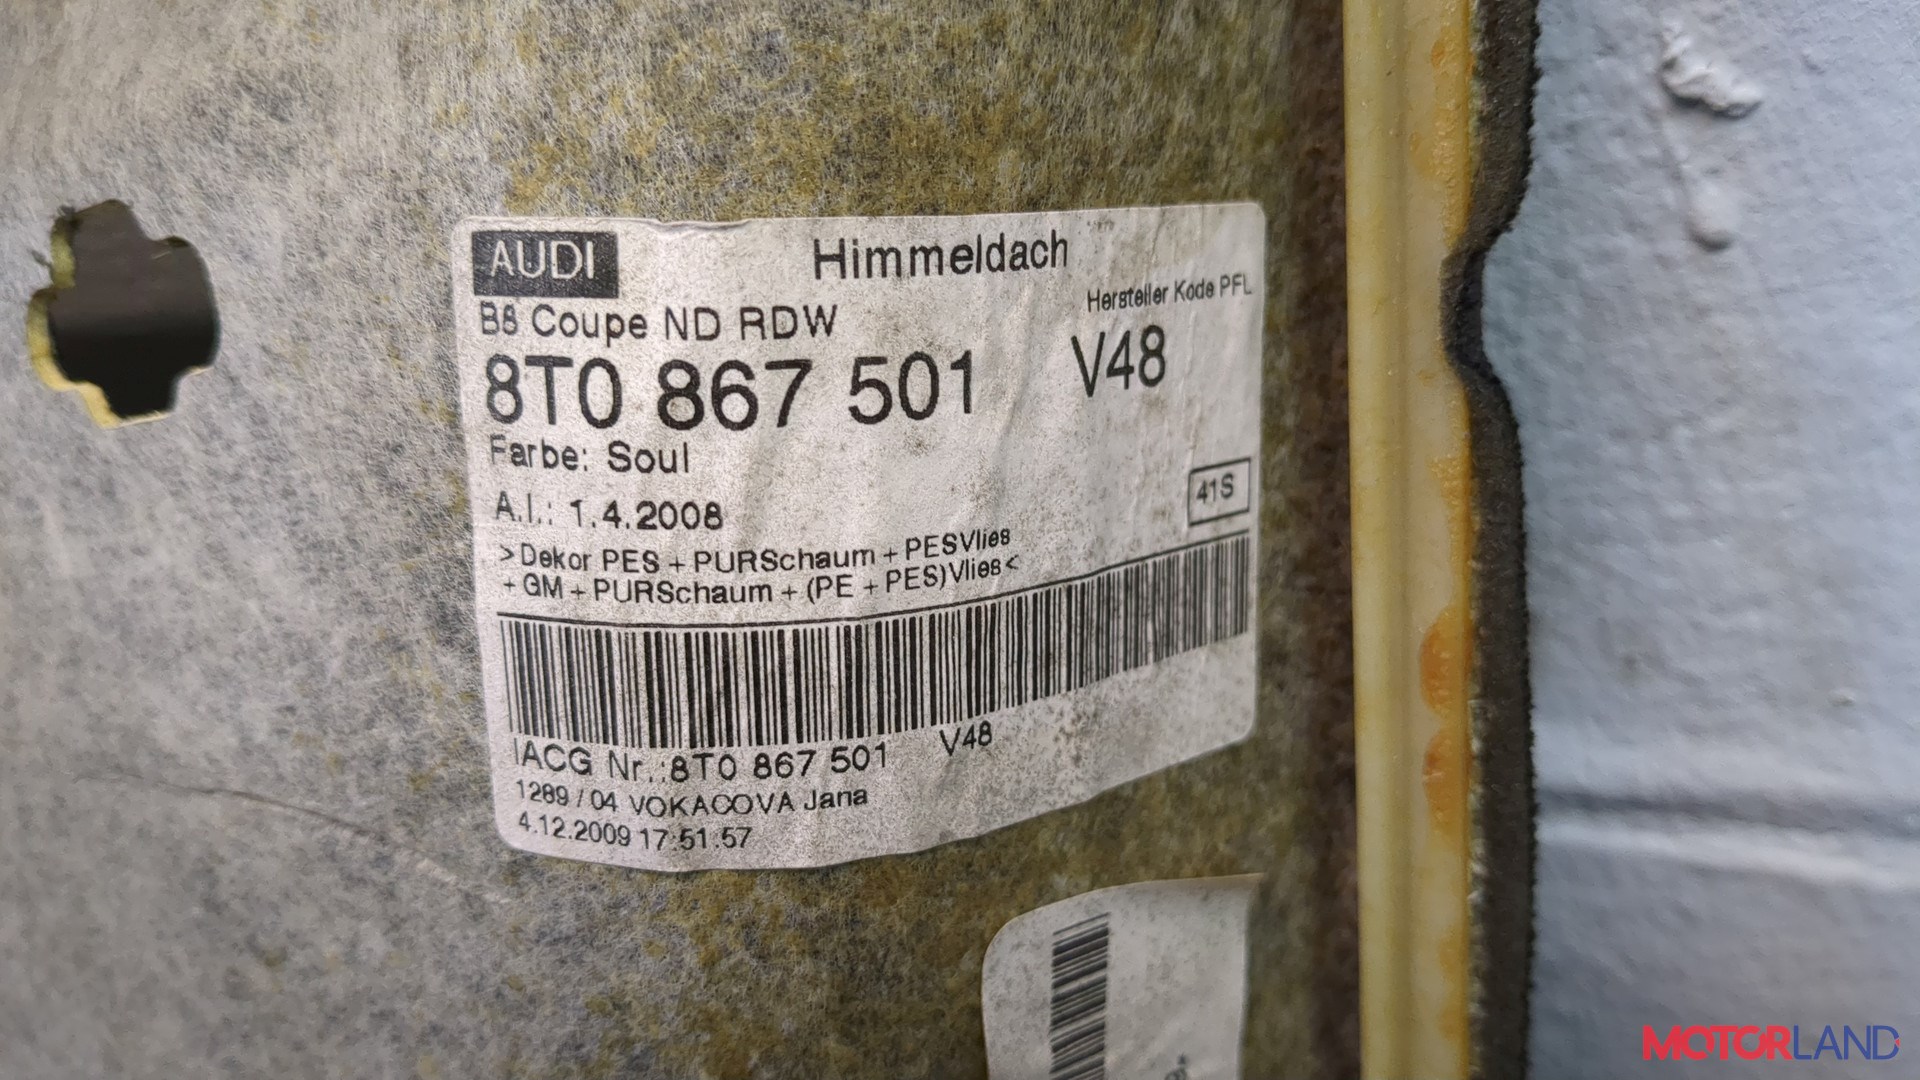 AUDI Himmeldach
Hersteller Kode PFL
B8 Coupe ND RDW
8T0 867 501 V48
Farbe: Soul
A.I.: 1.4.2008
41S
>Dekor PES + PURSchaum + PESVlies
+ GM + PURSchaum + (PE + PES)Vlies<
IACG Nr.:8T0 867 501 V48
1289 / 04 VOKACOVA Jana
4.12.2009 17:51:57
MOTORLAND